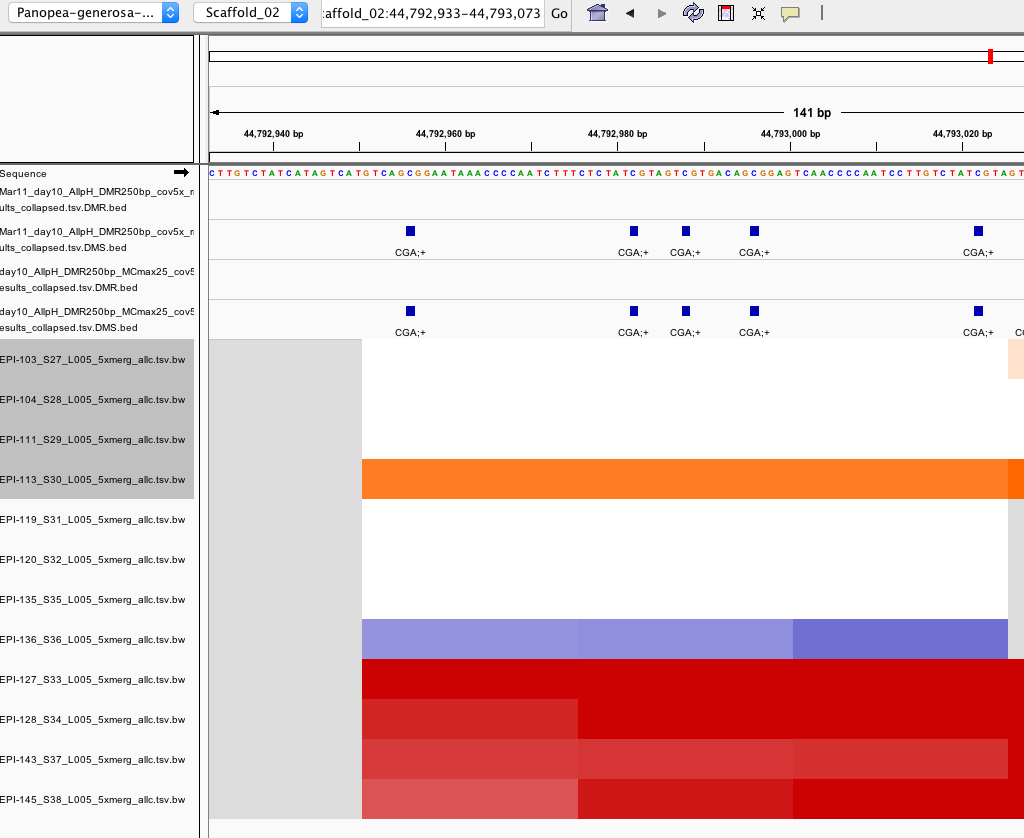 Panopea-generosa-...
Scaffold_02
affold_02:44,792,933-44,793,073
Go
141 bp
44,792,940 bp
44,792,960 bp
44,792,980 bp
44,793,000 bp
44,793,020 bp
Sequence
CTTGTCTATCATAGTCATGTCAGCGGAATAAACCCCAATCTTTCTCTATCGTAGTCGTGACAGCGGAGTCAACCCCAATCCTTGTCTATCGTAGT
Mar11_day10_AllpH_DMR250bp_cov5x_
ults_collapsed.tsv.DMR.bed
Mar11_day10_AllpH_DMR250bp_cov5x_
ults_collapsed.tsv.DMS.bed
CGA;+ CGA;+ CGA;+ CGA;+ CGA;+
day10_AllpH_DMR250bp_MCmax25_cov5
esults_collapsed.tsv.DMR.bed
day10_AllpH_DMR250bp_MCmax25_cov5
esults_collapsed.tsv.DMS.bed
CGA;+ CGA;+ CGA;+ CGA;+ CGA;+
EPI-103_S27_L005_5xmerg_allc.tsv.bw
EPI-104_S28_L005_5xmerg_allc.tsv.bw
EPI-111_S29_L005_5xmerg_allc.tsv.bw
EPI-113_S30_L005_5xmerg_allc.tsv.bw
EPI-119_S31_L005_5xmerg_allc.tsv.bw
EPI-120_S32_L005_5xmerg_allc.tsv.bw
EPI-135_S35_L005_5xmerg_allc.tsv.bw
EPI-136_S36_L005_5xmerg_allc.tsv.bw
EPI-127_S33_L005_5xmerg_allc.tsv.bw
EPI-128_S34_L005_5xmerg_allc.tsv.bw
EPI-143_S37_L005_5xmerg_allc.tsv.bw
EPI-145_S38_L005_5xmerg_allc.tsv.bw